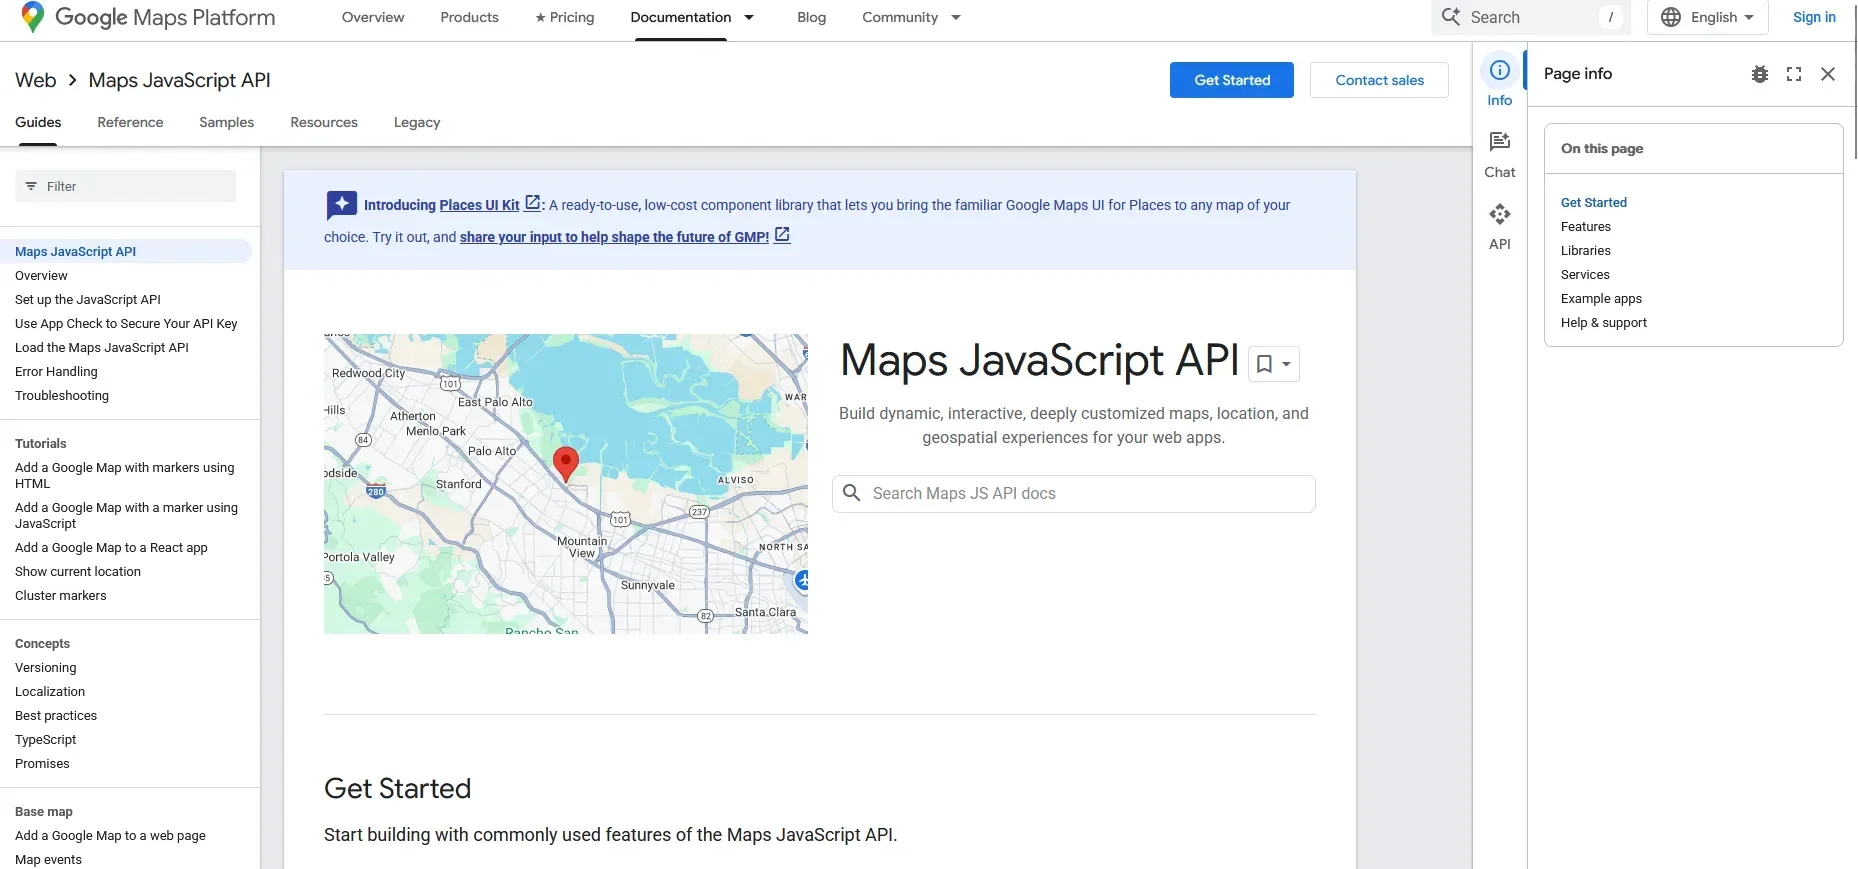 Google Maps Platform
Overview
Products
★ Pricing
Documentation
Blog
Community
Search
/
English
Sign in
Web > Maps JavaScript API
Get Started
Contact sales
Guides
Reference
Samples
Resources
Legacy
Filter
Maps JavaScript API
Overview
Set up the JavaScript API
Use App Check to Secure Your API Key
Load the Maps JavaScript API
Error Handling
Troubleshooting
Tutorials
Add a Google Map with markers using
HTML
Add a Google Map with a marker using
JavaScript
Add a Google Map to a React app
Show current location
Cluster markers
Concepts
Versioning
Localization
Best practices
TypeScript
Promises
Base map
Add a Google Map to a web page
Map events
Introducing Places UI Kit: A ready-to-use, low-cost component library that lets you bring the familiar Google Maps UI for Places to any map of your
choice. Try it out, and share your input to help shape the future of GMP!
Redwood City
101
East Palo Alto
WAR
Hills
Atherton
Menlo Park
84
Palo Alto
odside
Stanford
ALVISO
280
237
101
Mountain
View
NORTH SA
Portola Valley
Sunnyvale
82
Santa Clara
Rancho San
Maps JavaScript API
Build dynamic, interactive, deeply customized maps, location, and
geospatial experiences for your web apps.
Search Maps JS API docs
Get Started
Start building with commonly used features of the Maps JavaScript API.
Info
Chat
API
Page info
On this page
Get Started
Features
Libraries
Services
Example apps
Help & support